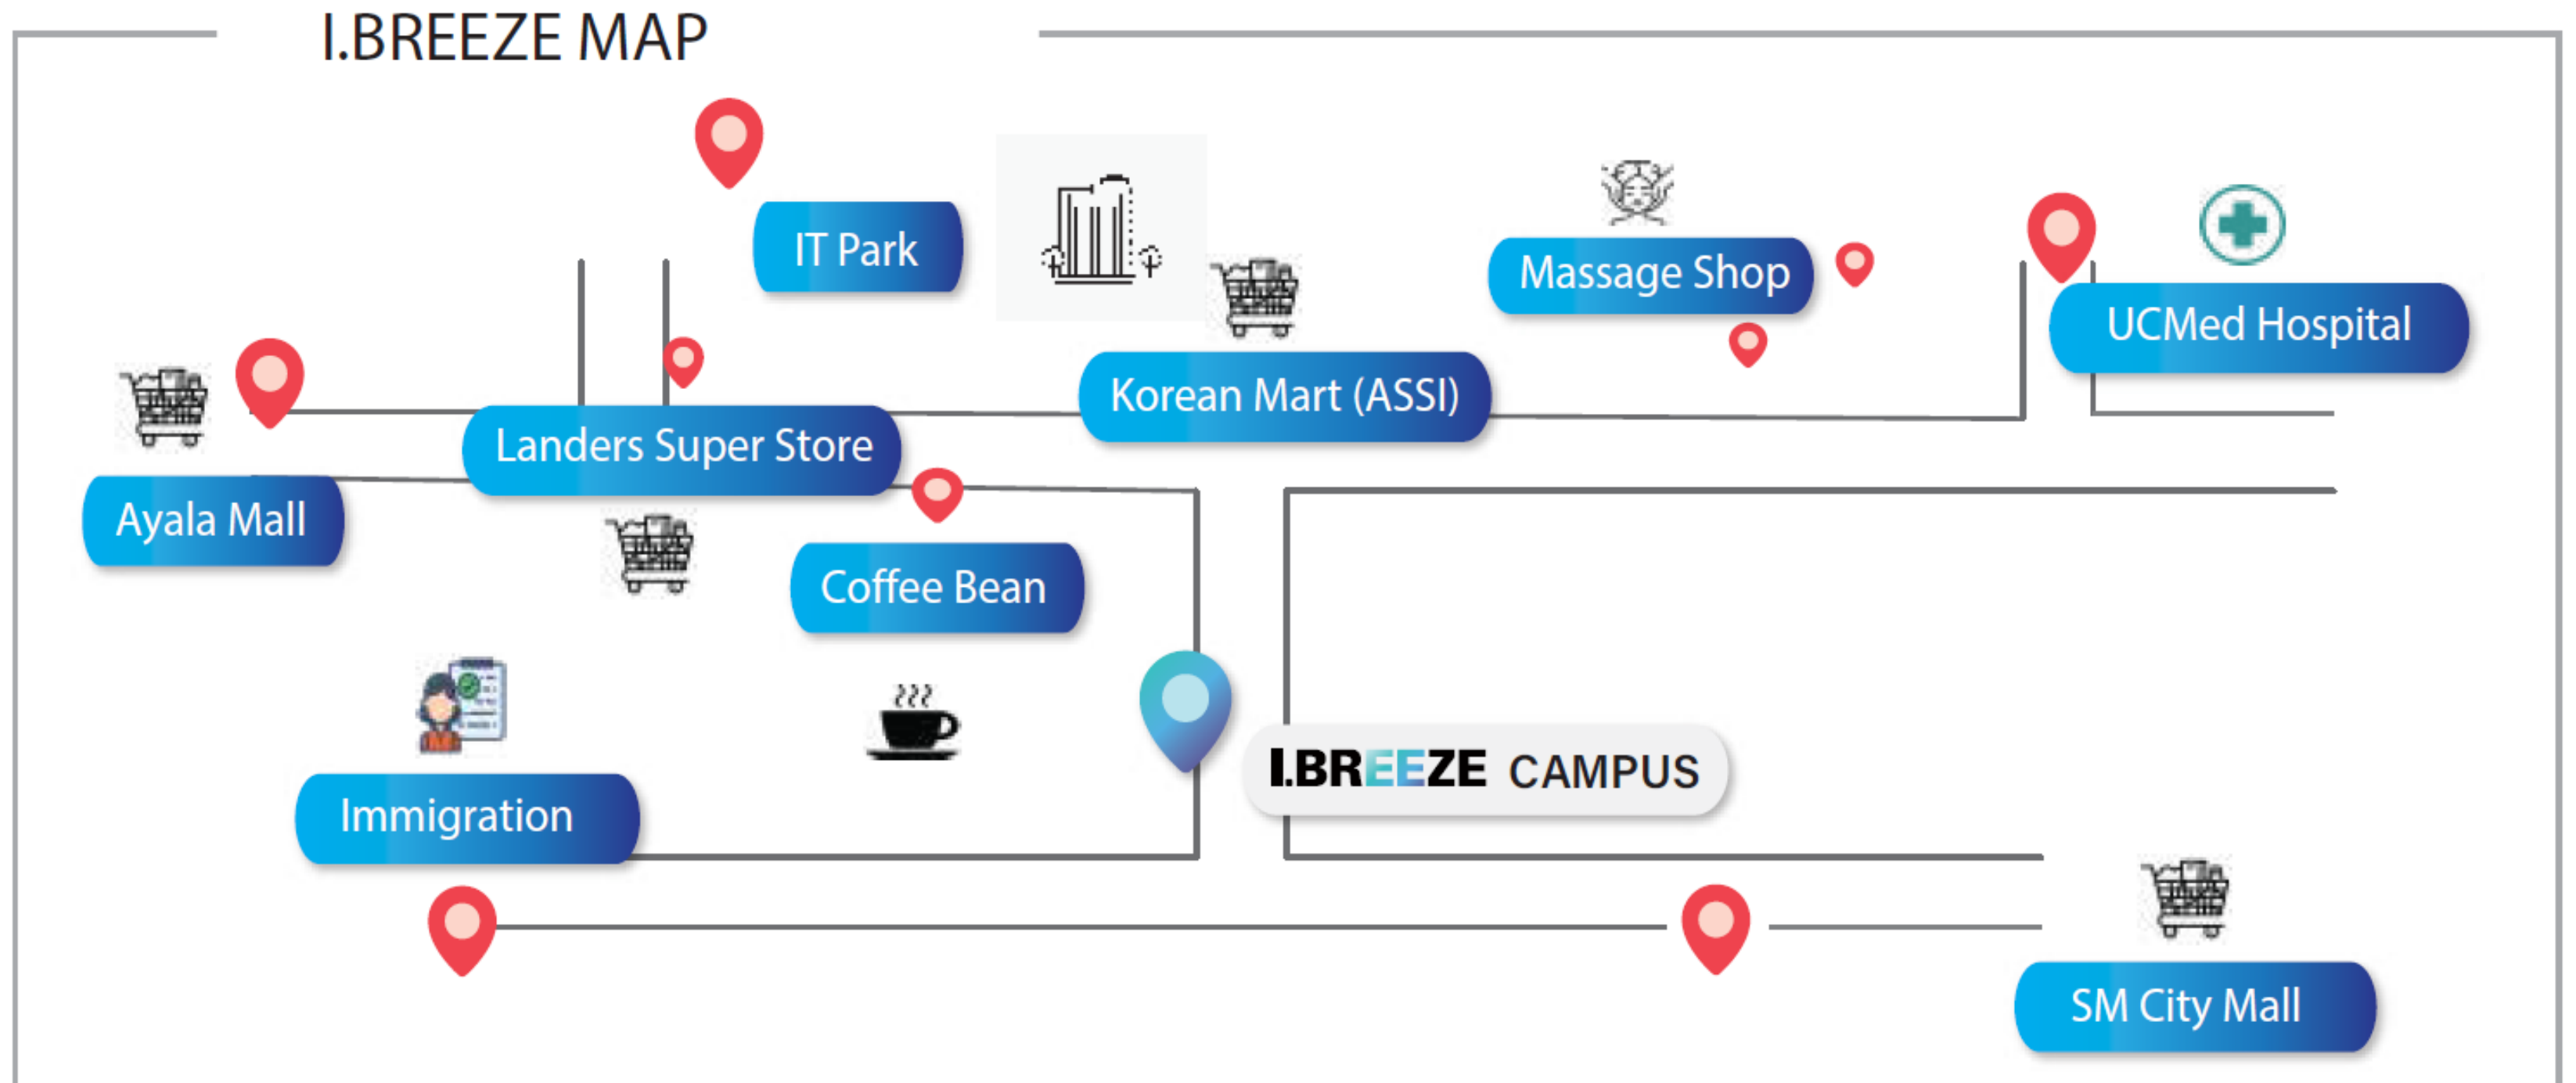 I.BREEZE MAP
IT Park
Massage Shop
UCMed Hospital
Korean Mart (ASSI)
Landers Super Store
Ayala Mall
Coffee Bean
I.BREEZE CAMPUS
Immigration
SM City Mall